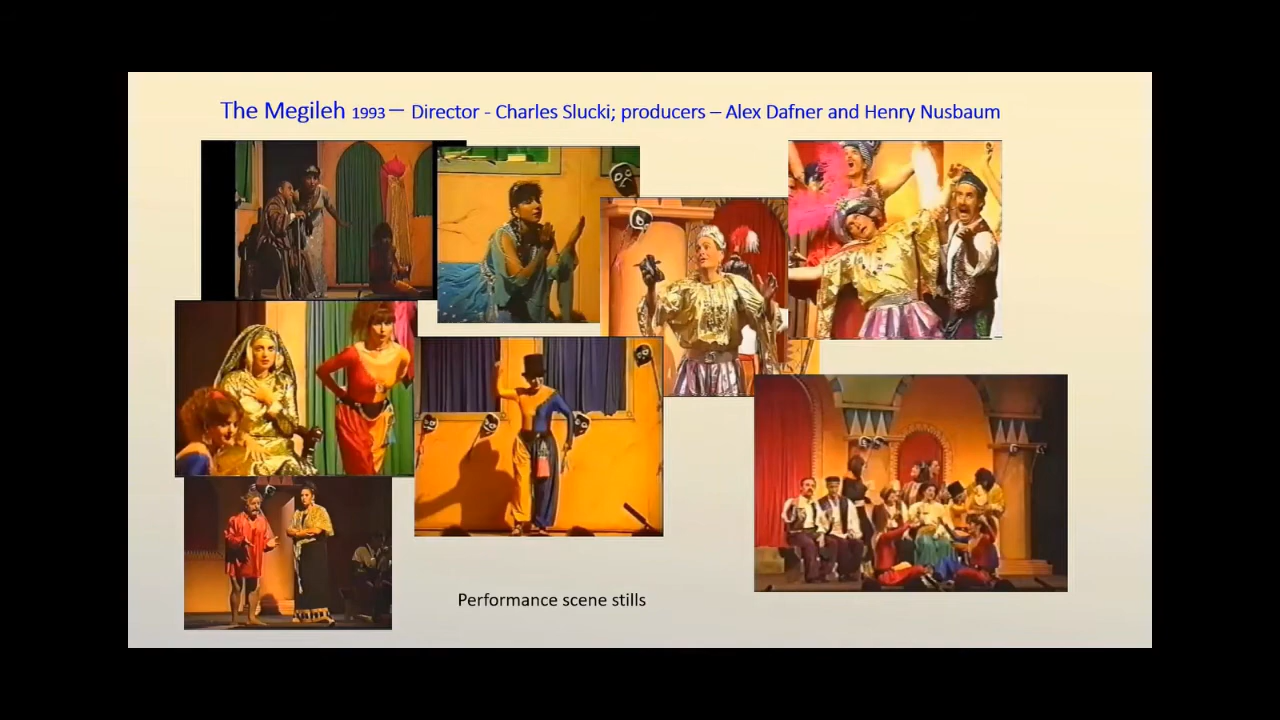 The Megileh 1993 – Director - Charles Slucki; producers – Alex Dafner and Henry Nusbaum
Performance scene stills